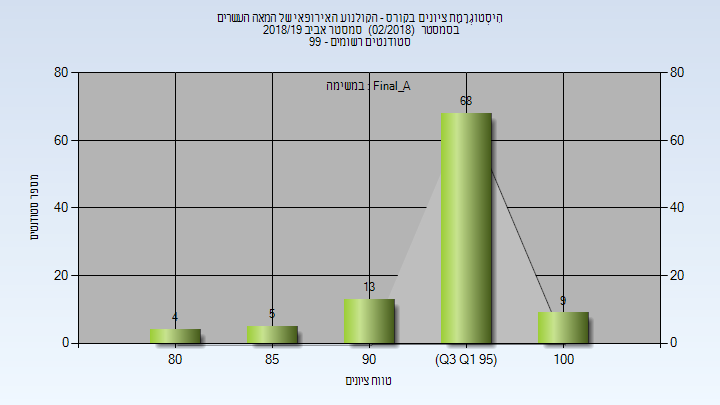 הִיסְטוֹגְרָמַת ציונים בקורס - הקולנוע האירופאי של המאה העשרים
בסמסטר (02/2018) סמסטר אביב 2018/19
סטודנטים רשומים - 99
במשימה : Final_A
80 80
60 60
40 40
20 20
0 0
מספר סטודנטים
4 5 13 68 9
80 85 90 (Q3 Q1 95) 100
טווח ציונים